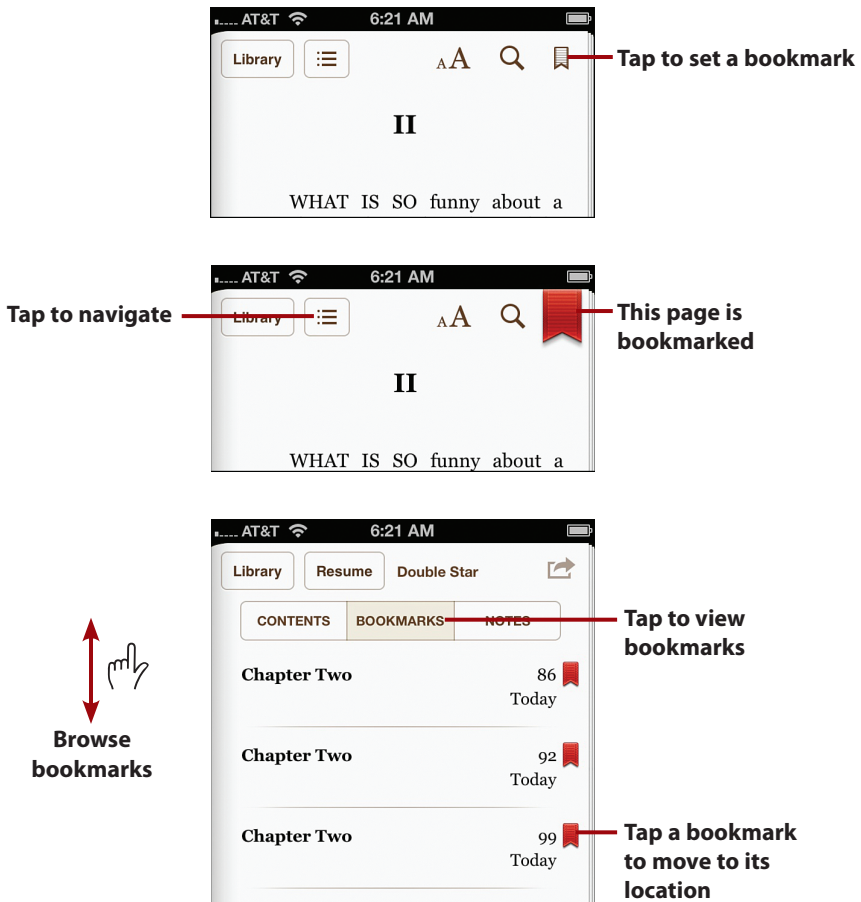 AT&T 6:21 AM
Library AA
Tap to set a bookmark
II
WHAT IS SO funny about a
AT&T 6:21 AM
Tap to navigate
Library AA
This page is
bookmarked
II
WHAT IS SO funny about a
AT&T 6:21 AM
Library Resume Double Star
CONTENTS BOOKMARKS NOTES
Tap to view
bookmarks
Chapter Two 86
Today
Browse
bookmarks
Chapter Two 92
Today
Chapter Two 99
Today
Tap a bookmark
to move to its
location